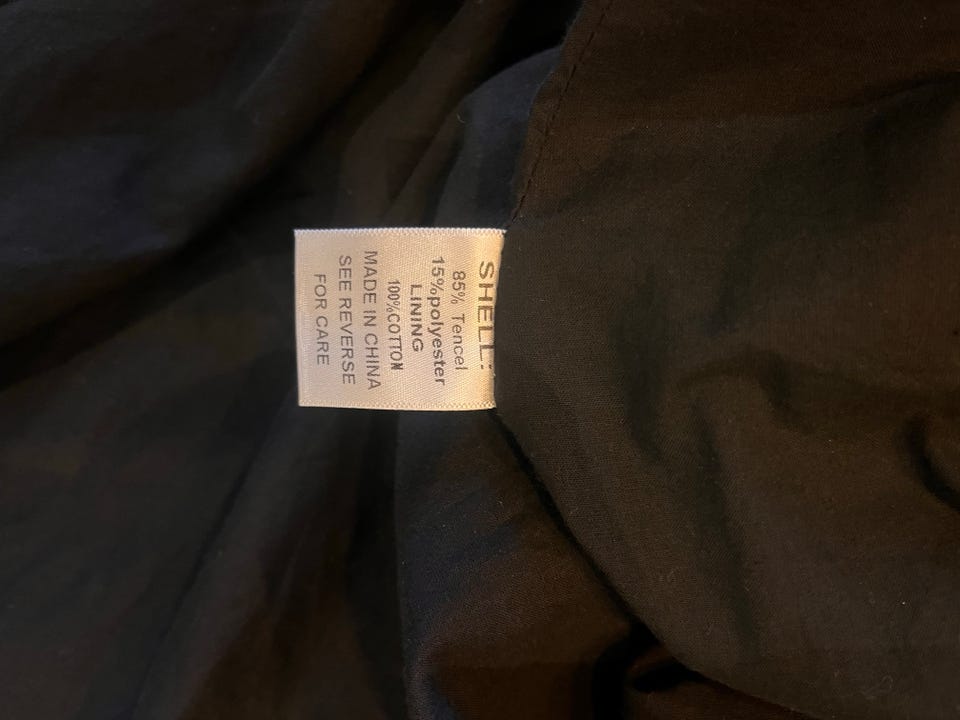 SHELL:
85% Tencel
15%polyester
LINING
100%COTTON
MADE IN CHINA
SEE REVERSE
FOR CARE